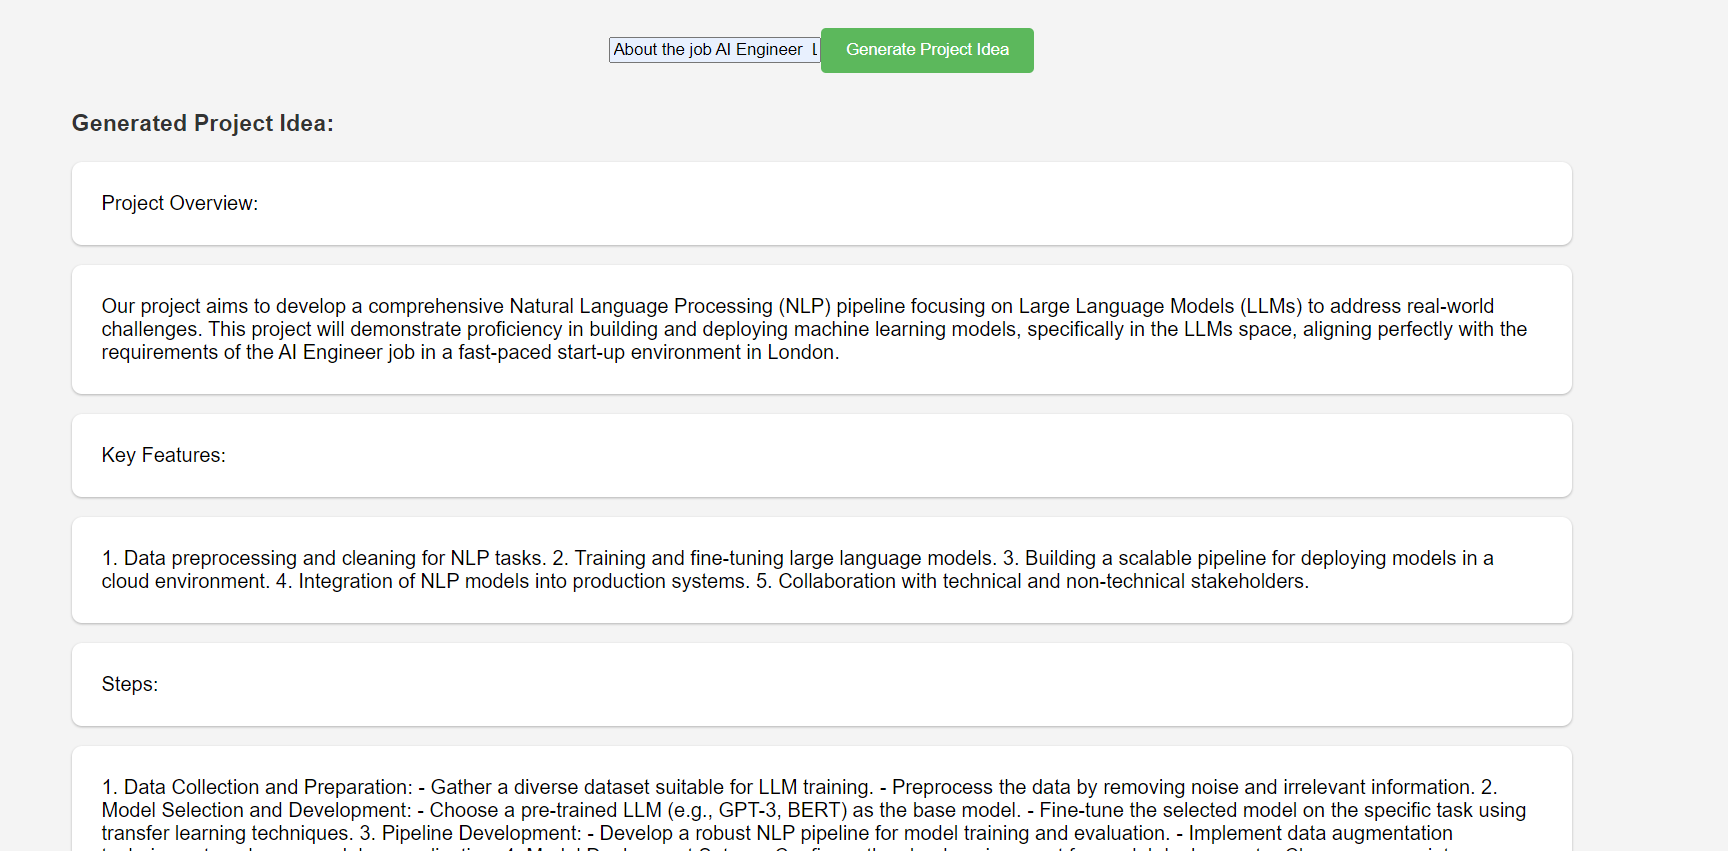 About the job AI Engineer
Generate Project Idea
Generated Project Idea:
Project Overview:
Our project aims to develop a comprehensive Natural Language Processing (NLP) pipeline focusing on Large Language Models (LLMs) to address real-world
challenges. This project will demonstrate proficiency in building and deploying machine learning models, specifically in the LLMs space, aligning perfectly with the
requirements of the AI Engineer job in a fast-paced start-up environment in London.
Key Features:
1. Data preprocessing and cleaning for NLP tasks. 2. Training and fine-tuning large language models. 3. Building a scalable pipeline for deploying models in a
cloud environment. 4. Integration of NLP models into production systems. 5. Collaboration with technical and non-technical stakeholders.
Steps:
1. Data Collection and Preparation: - Gather a diverse dataset suitable for LLM training. - Preprocess the data by removing noise and irrelevant information. 2.
Model Selection and Development: - Choose a pre-trained LLM (e.g., GPT-3, BERT) as the base model. - Fine-tune the selected model on the specific task using
transfer learning techniques. 3. Pipeline Development: - Develop a robust NLP pipeline for model training and evaluation. - Implement data augmentation